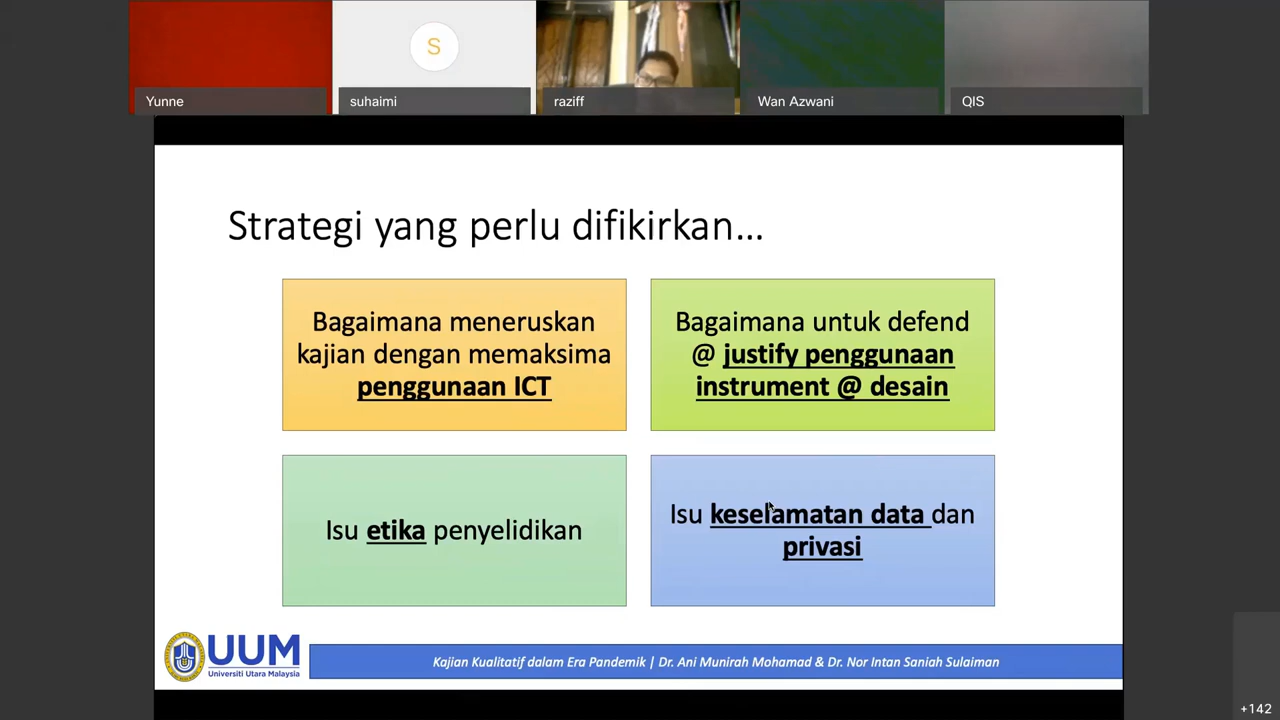 S
Yunne
suhaimi
raziff
Wan Azwani
QIS
Strategi yang perlu difikirkan...
Bagaimana meneruskan
kajian dengan memaksima
penggunaan ICT
Bagaimana untuk defend
@ justify penggunaan
instrument @ desain
Isu etika penyelidikan
Isu keselamatan data dan
privasi
UUM
Universiti Utara Malaysia
Kajian Kualitatif dalam Era Pandemik | Dr. Ani Munirah Mohamad & Dr. Nor Intan Saniah Sulaiman
+142